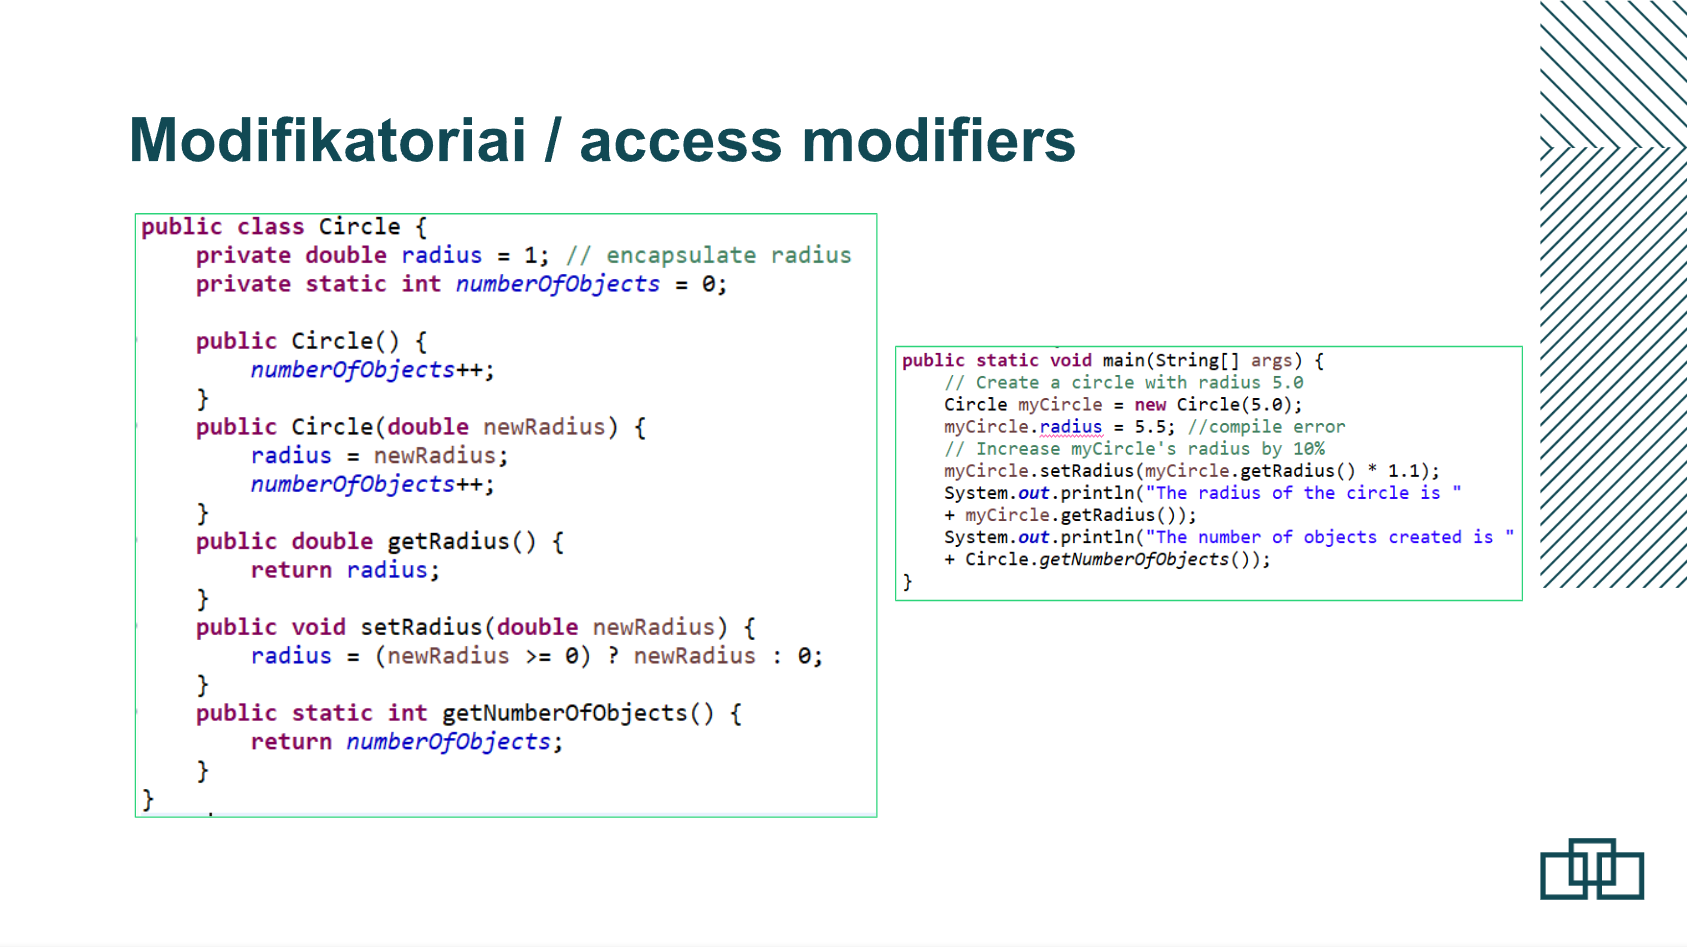 Modifikatoriai / access modifiers
public class Circle {
    private double radius = 1; // encapsulate radius
    private static int numberOfObjects = 0;

    public Circle() {
        numberOfObjects++;
    }
    public Circle(double newRadius) {
        radius = newRadius;
        numberOfObjects++;
    }
    public double getRadius() {
        return radius;
    }
    public void setRadius(double newRadius) {
        radius = (newRadius >= 0) ? newRadius : 0;
    }
    public static int getNumberOfObjects() {
        return numberOfObjects;
    }
}
public static void main(String[] args) {
    // Create a circle with radius 5.0
    Circle myCircle = new Circle(5.0);
    myCircle.radius = 5.5; //compile error
    // Increase myCircle's radius by 10%
    myCircle.setRadius(myCircle.getRadius() * 1.1);
    System.out.println("The radius of the circle is "
    + myCircle.getRadius());
    System.out.println("The number of objects created is "
    + Circle.getNumberOfObjects());
}